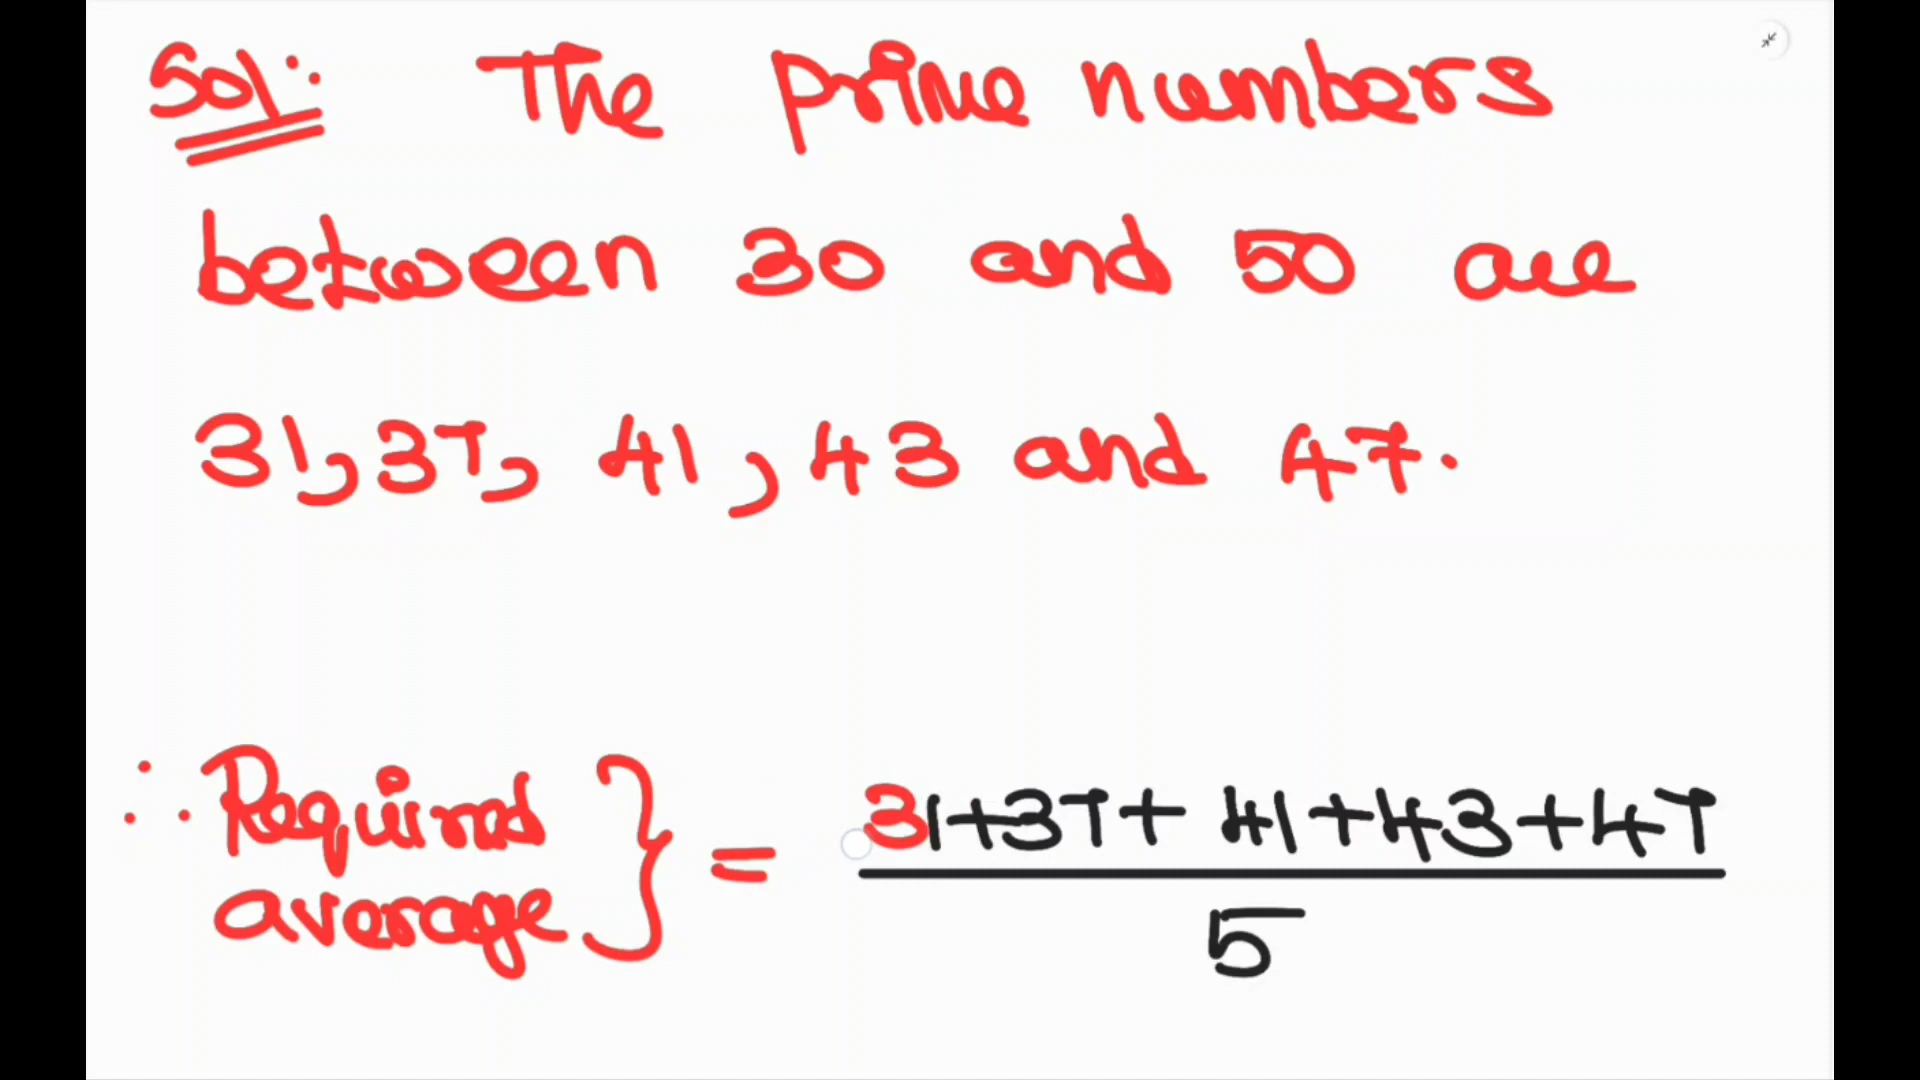 Sol: The prime numbers
between 30 and 50 are
31, 37, 41, 43 and 47.
∴ Required average } = 31+37+41+43+47
5